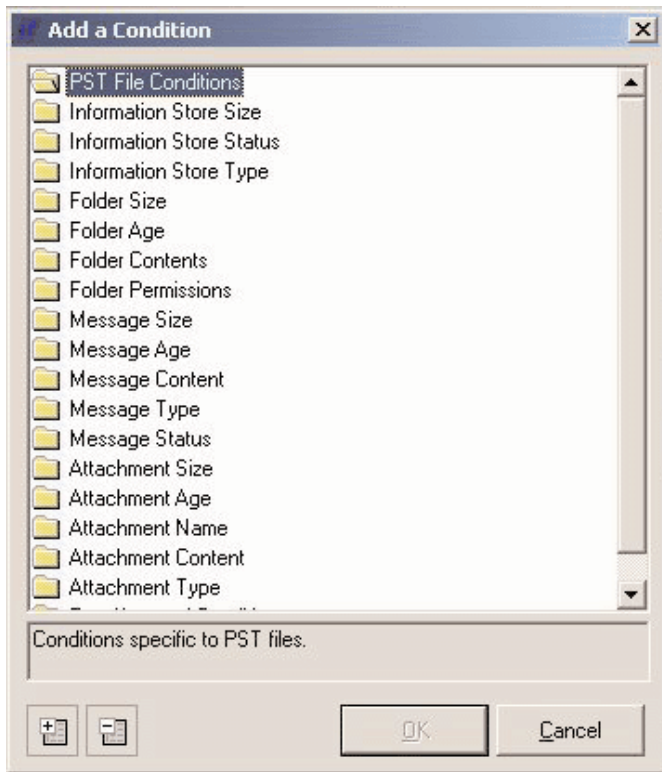 Add a Condition
PST File Conditions
Information Store Size
Information Store Status
Information Store Type
Folder Size
Folder Age
Folder Contents
Folder Permissions
Message Size
Message Age
Message Content
Message Type
Message Status
Attachment Size
Attachment Age
Attachment Name
Attachment Content
Attachment Type
Conditions specific to PST files.
OK Cancel